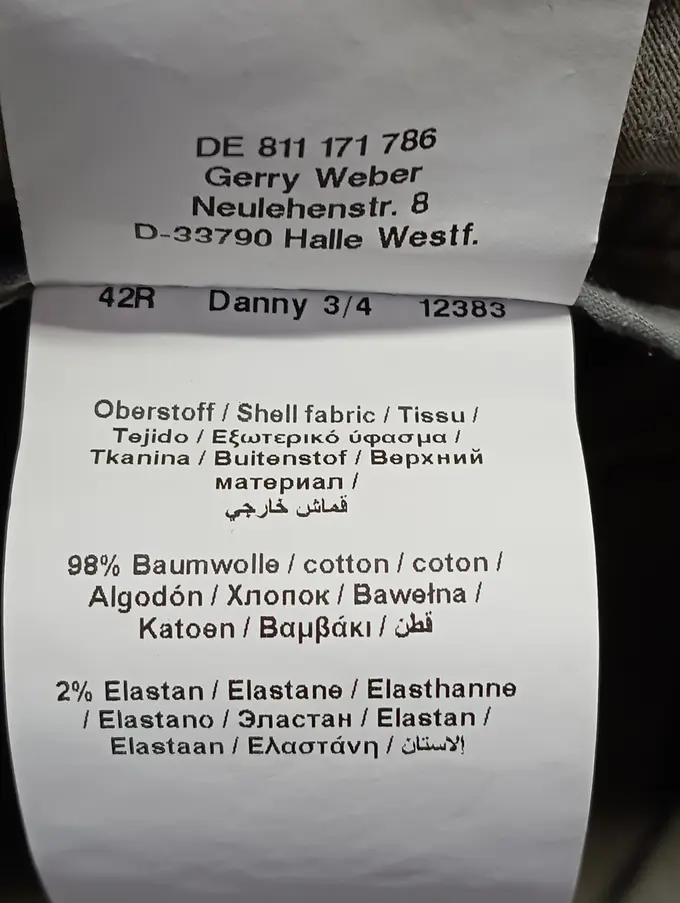 DE 811 171 786
Gerry Weber
Neulehenstr. 8
D-33790 Halle Westf.
42R Danny 3/4 12383
Oberstoff / Shell fabric / Tissu /
Tejido / Εξωτερικό ύφασμα /
Tkanina / Buitenstof / Верхний
материал /
قماش خارجي
98% Baumwolle / cotton / coton /
Algodón / Хлопок / Bawełna /
Katoen / Βαμβάκι / قطن
2% Elastan / Elastane / Elasthanne
/ Elastano / Эластан / Elastan /
Elastaan / Ελαστάνη / إلاستان